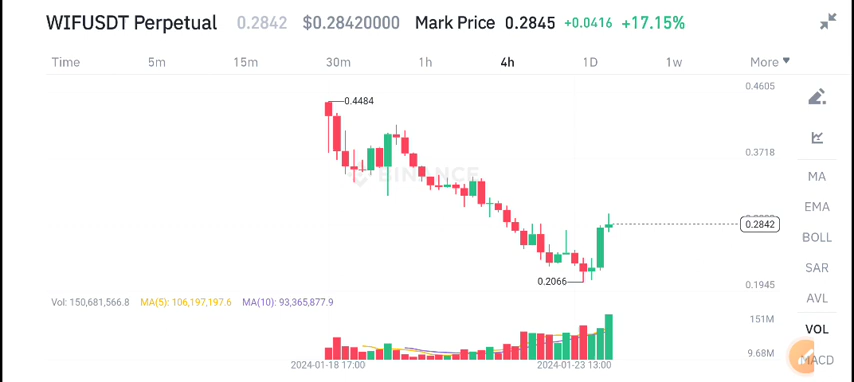 WIFUSDT Perpetual 0.2842 $0.28420000 Mark Price 0.2845 +0.0416 +17.15%
Time 5m 15m 30m 1h 4h 1D 1w More
0.4605
0.4484
0.3718
MA
BINANCE
EMA
0.2842
BOLL
SAR
0.2066
0.1945
AVL
Vol: 150,681,566.8 MA(5): 106,197,197.6 MA(10): 93,365,877.9
151M
VOL
9.68M
MACD
2024-01-18 17:00 2024-01-23 13:00